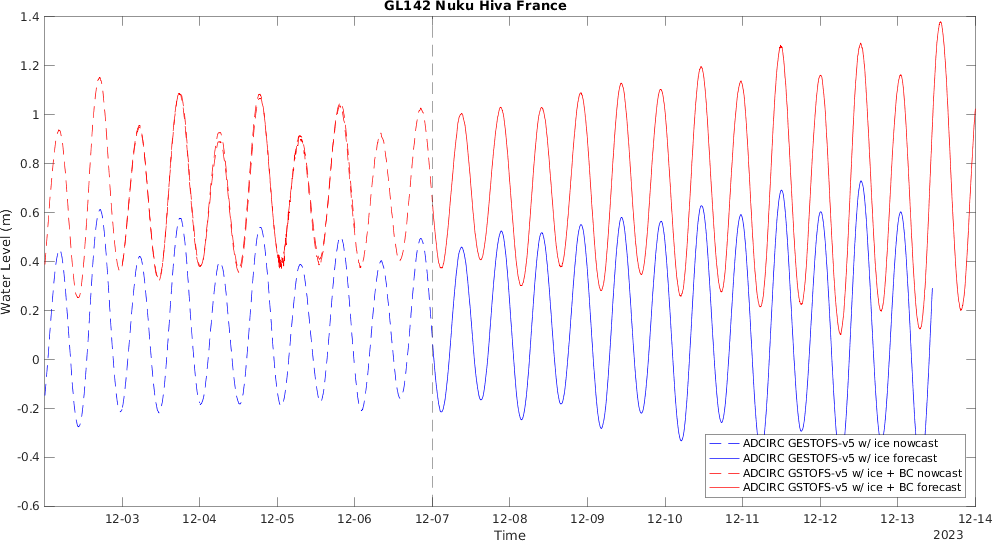 GL142 Nuku Hiva France
1.4
1.2
1
0.8
0.6
0.4
0.2
0
-0.2
-0.4
-0.6
Water Level (m)
12-03 12-04 12-05 12-06 12-07 12-08 12-09 12-10 12-11 12-12 12-13 12-14
Time
2023
ADCIRC GESTOFS-v5 w/ ice nowcast
ADCIRC GESTOFS-v5 w/ ice forecast
ADCIRC GSTOFS-v5 w/ ice + BC nowcast
ADCIRC GSTOFS-v5 w/ ice + BC forecast